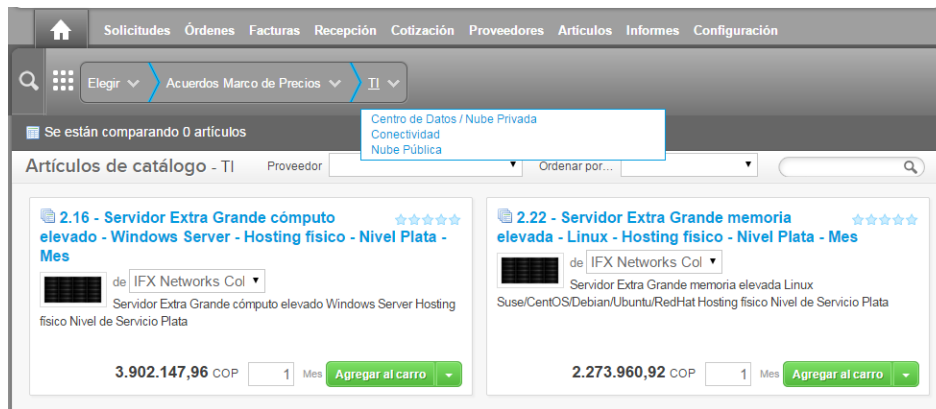 Solicitudes Órdenes Facturas Recepción Cotización Proveedores Artículos Informes Configuración
Elegir Acuerdos Marco de Precios TI
Centro de Datos / Nube Privada
Conectividad
Nube Pública
Se están comparando 0 artículos
Artículos de catálogo - TI Proveedor Ordenar por...
2.16 - Servidor Extra Grande cómputo
elevado - Windows Server - Hosting fisico - Nivel Plata -
Mes
de IFX Networks Col
Servidor Extra Grande cómputo elevado Windows Server Hosting
físico Nivel de Servicio Plata
3.902.147,96 COP 1 Mes Agregar al carro
2.22 - Servidor Extra Grande memoria
elevada - Linux - Hosting fisico - Nivel Plata - Mes
de IFX Networks Col
Servidor Extra Grande memoria elevada Linux
Suse/CentOS/Debian/Ubuntu/RedHat Hosting físico Nivel de Servicio Plata
2.273.960,92 COP 1 Mes Agregar al carro